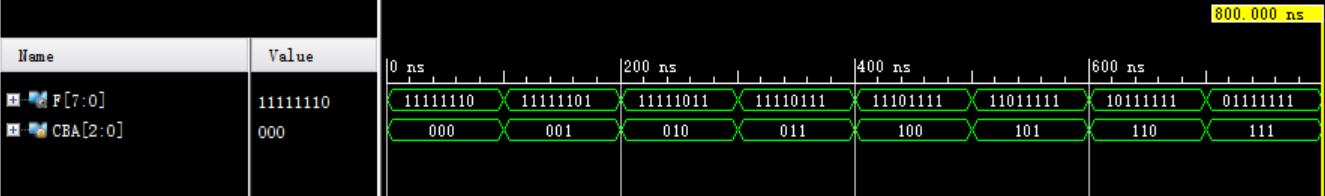 800.000 ns
Name Value
0 ns 200 ns 400 ns 600 ns
F[7:0] 11111110 11111110 11111101 11111011 11110111 11101111 11011111 10111111 01111111
CBA[2:0] 000 000 001 010 011 100 101 110 111